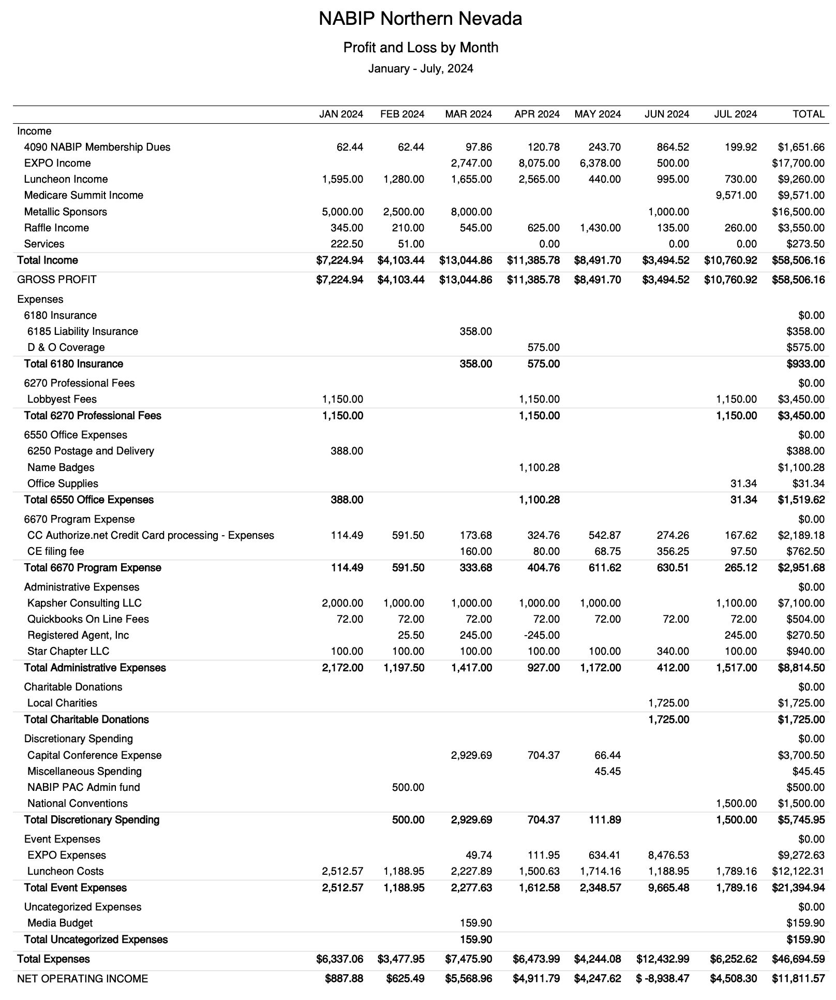 NABIP Northern Nevada
Profit and Loss by Month
January - July, 2024
JAN 2024 FEB 2024 MAR 2024 APR 2024 MAY 2024 JUN 2024 JUL 2024 TOTAL
Income
4090 NABIP Membership Dues 62.44 62.44 97.86 120.78 243.70 864.52 199.92 $1,651.66
EXPO Income 2,747.00 8,075.00 6,378.00 500.00 $17,700.00
Luncheon Income 1,595.00 1,280.00 1,655.00 2,565.00 440.00 995.00 730.00 $9,260.00
Medicare Summit Income 9,571.00 $9,571.00
Metallic Sponsors 5,000.00 2,500.00 8,000.00 1,000.00 $16,500.00
Raffle Income 345.00 210.00 545.00 625.00 1,430.00 135.00 260.00 $3,550.00
Services 222.50 51.00 0.00 0.00 0.00 $273.50
Total Income $7,224.94 $4,103.44 $13,044.86 $11,385.78 $8,491.70 $3,494.52 $10,760.92 $58,506.16
GROSS PROFIT $7,224.94 $4,103.44 $13,044.86 $11,385.78 $8,491.70 $3,494.52 $10,760.92 $58,506.16
Expenses
6180 Insurance $0.00
6185 Liability Insurance 358.00 $358.00
D & O Coverage 575.00 $575.00
Total 6180 Insurance 358.00 575.00 $933.00
6270 Professional Fees $0.00
Lobbyest Fees 1,150.00 1,150.00 1,150.00 $3,450.00
Total 6270 Professional Fees 1,150.00 1,150.00 1,150.00 $3,450.00
6550 Office Expenses $0.00
6250 Postage and Delivery 388.00 $388.00
Name Badges 1,100.28 $1,100.28
Office Supplies 31.34 $31.34
Total 6550 Office Expenses 388.00 1,100.28 31.34 $1,519.62
6670 Program Expense $0.00
CC Authorize.net Credit Card processing - Expenses 114.49 591.50 173.68 324.76 542.87 274.26 167.62 $2,189.18
CE filing fee 160.00 80.00 68.75 356.25 97.50 $762.50
Total 6670 Program Expense 114.49 591.50 333.68 404.76 611.62 630.51 265.12 $2,951.68
Administrative Expenses $0.00
Kapsher Consulting LLC 2,000.00 1,000.00 1,000.00 1,000.00 1,000.00 1,100.00 $7,100.00
Quickbooks On Line Fees 72.00 72.00 72.00 72.00 72.00 72.00 72.00 $504.00
Registered Agent, Inc 25.50 245.00 -245.00 245.00 $270.50
Star Chapter LLC 100.00 100.00 100.00 100.00 100.00 340.00 100.00 $940.00
Total Administrative Expenses 2,172.00 1,197.50 1,417.00 927.00 1,172.00 412.00 1,517.00 $8,814.50
Charitable Donations $0.00
Local Charities 1,725.00 $1,725.00
Total Charitable Donations 1,725.00 $1,725.00
Discretionary Spending $0.00
Capital Conference Expense 2,929.69 704.37 66.44 $3,700.50
Miscellaneous Spending 45.45 $45.45
NABIP PAC Admin fund 500.00 $500.00
National Conventions 1,500.00 $1,500.00
Total Discretionary Spending 500.00 2,929.69 704.37 111.89 1,500.00 $5,745.95
Event Expenses $0.00
EXPO Expenses 49.74 111.95 634.41 8,476.53 $9,272.63
Luncheon Costs 2,512.57 1,188.95 2,227.89 1,500.63 1,714.16 1,188.95 1,789.16 $12,122.31
Total Event Expenses 2,512.57 1,188.95 2,277.63 1,612.58 2,348.57 9,665.48 1,789.16 $21,394.94
Uncategorized Expenses $0.00
Media Budget 159.90 $159.90
Total Uncategorized Expenses 159.90 $159.90
Total Expenses $6,337.06 $3,477.95 $7,475.90 $6,473.99 $4,244.08 $12,432.99 $6,252.62 $46,694.59
NET OPERATING INCOME $887.88 $625.49 $5,568.96 $4,911.79 $4,247.62 $ -8,938.47 $4,508.30 $11,811.57